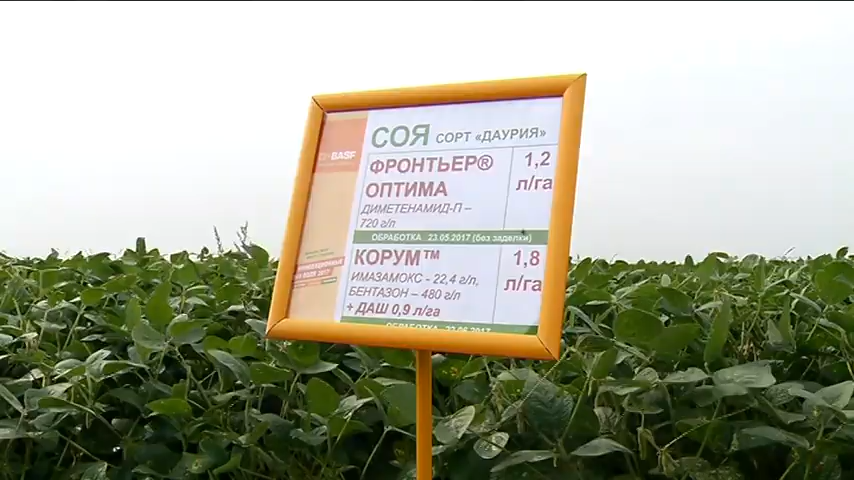 СОЯ СОРТ «ДАУРИЯ»
BASF
ФРОНТЬЕР® 1,2
ОПТИМА л/га
ДИМЕТЕНАМИД-П –
720 г/л
ОБРАБОТКА 23.05.2017 (без заделки)
КОРУМ™ 1,8
ИМАЗАМОКС - 22,4 г/л, л/га
БЕНТАЗОН – 480 г/л
+ ДАШ 0,9 л/га
ОБРАБОТКА